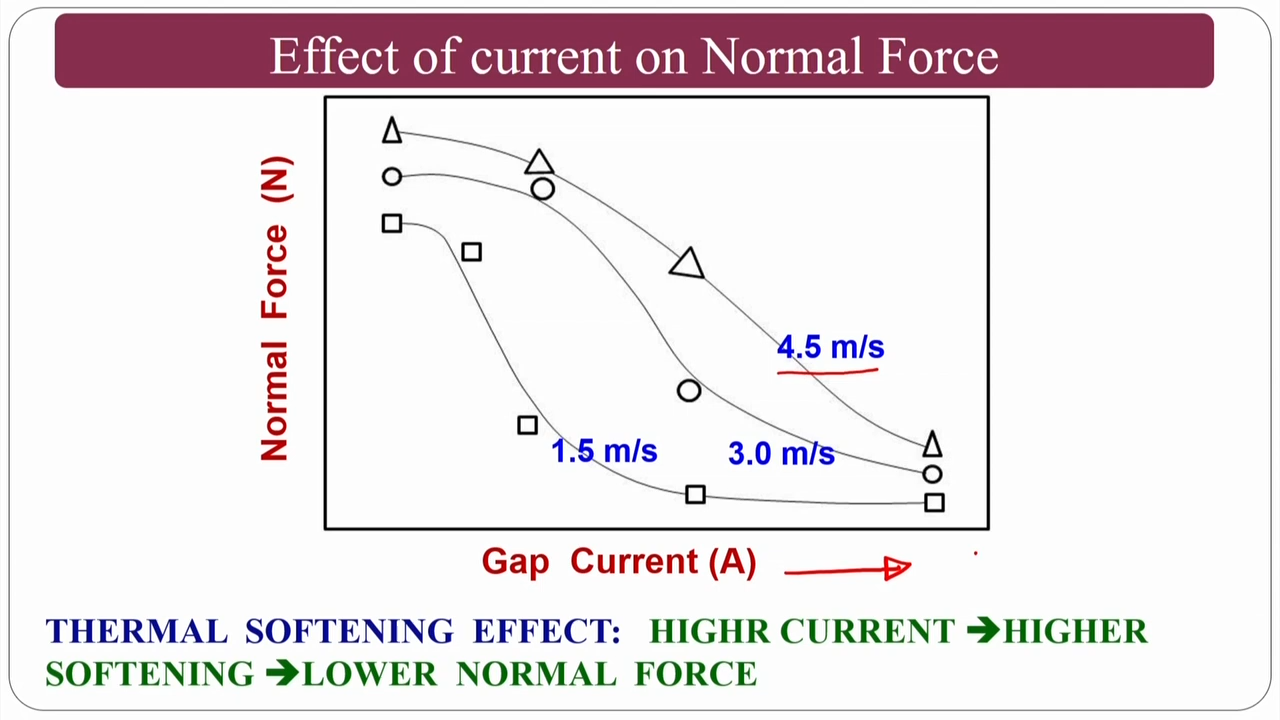 Effect of current on Normal Force
Normal Force (N)
4.5 m/s
1.5 m/s
3.0 m/s
Gap Current (A)
THERMAL SOFTENING EFFECT: HIGHR CURRENT ➔HIGHER
SOFTENING ➔LOWER NORMAL FORCE